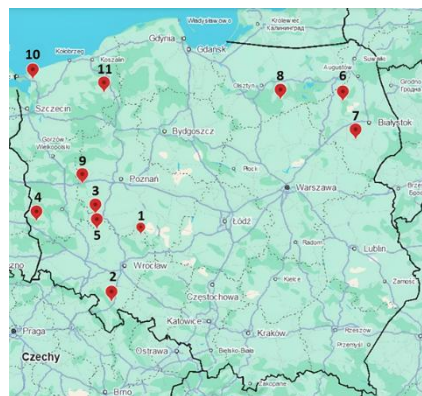 Władysławowo
Królewiec
Калининград
Gdynia
Gdańsk
10
Kołobrzeg
Koszalin
11
8
6
Suwałki
Augustów
Olsztyn
Grodno
Гродна
Szczecin
7
Białystok
Bydgoszcz
Gorzów
Wielkopolski
9
Płock
Poznań
Warszawa
4
3
5
1
Łódź
Radom
Lublin
2
Wrocław
Kielce
Zamość
Częstochowa
Praga
Katowice
Kraków
Rzeszów
Przemyśl
Czechy
Ostrawa
Bielsko-Biała
Brno
Zakopane